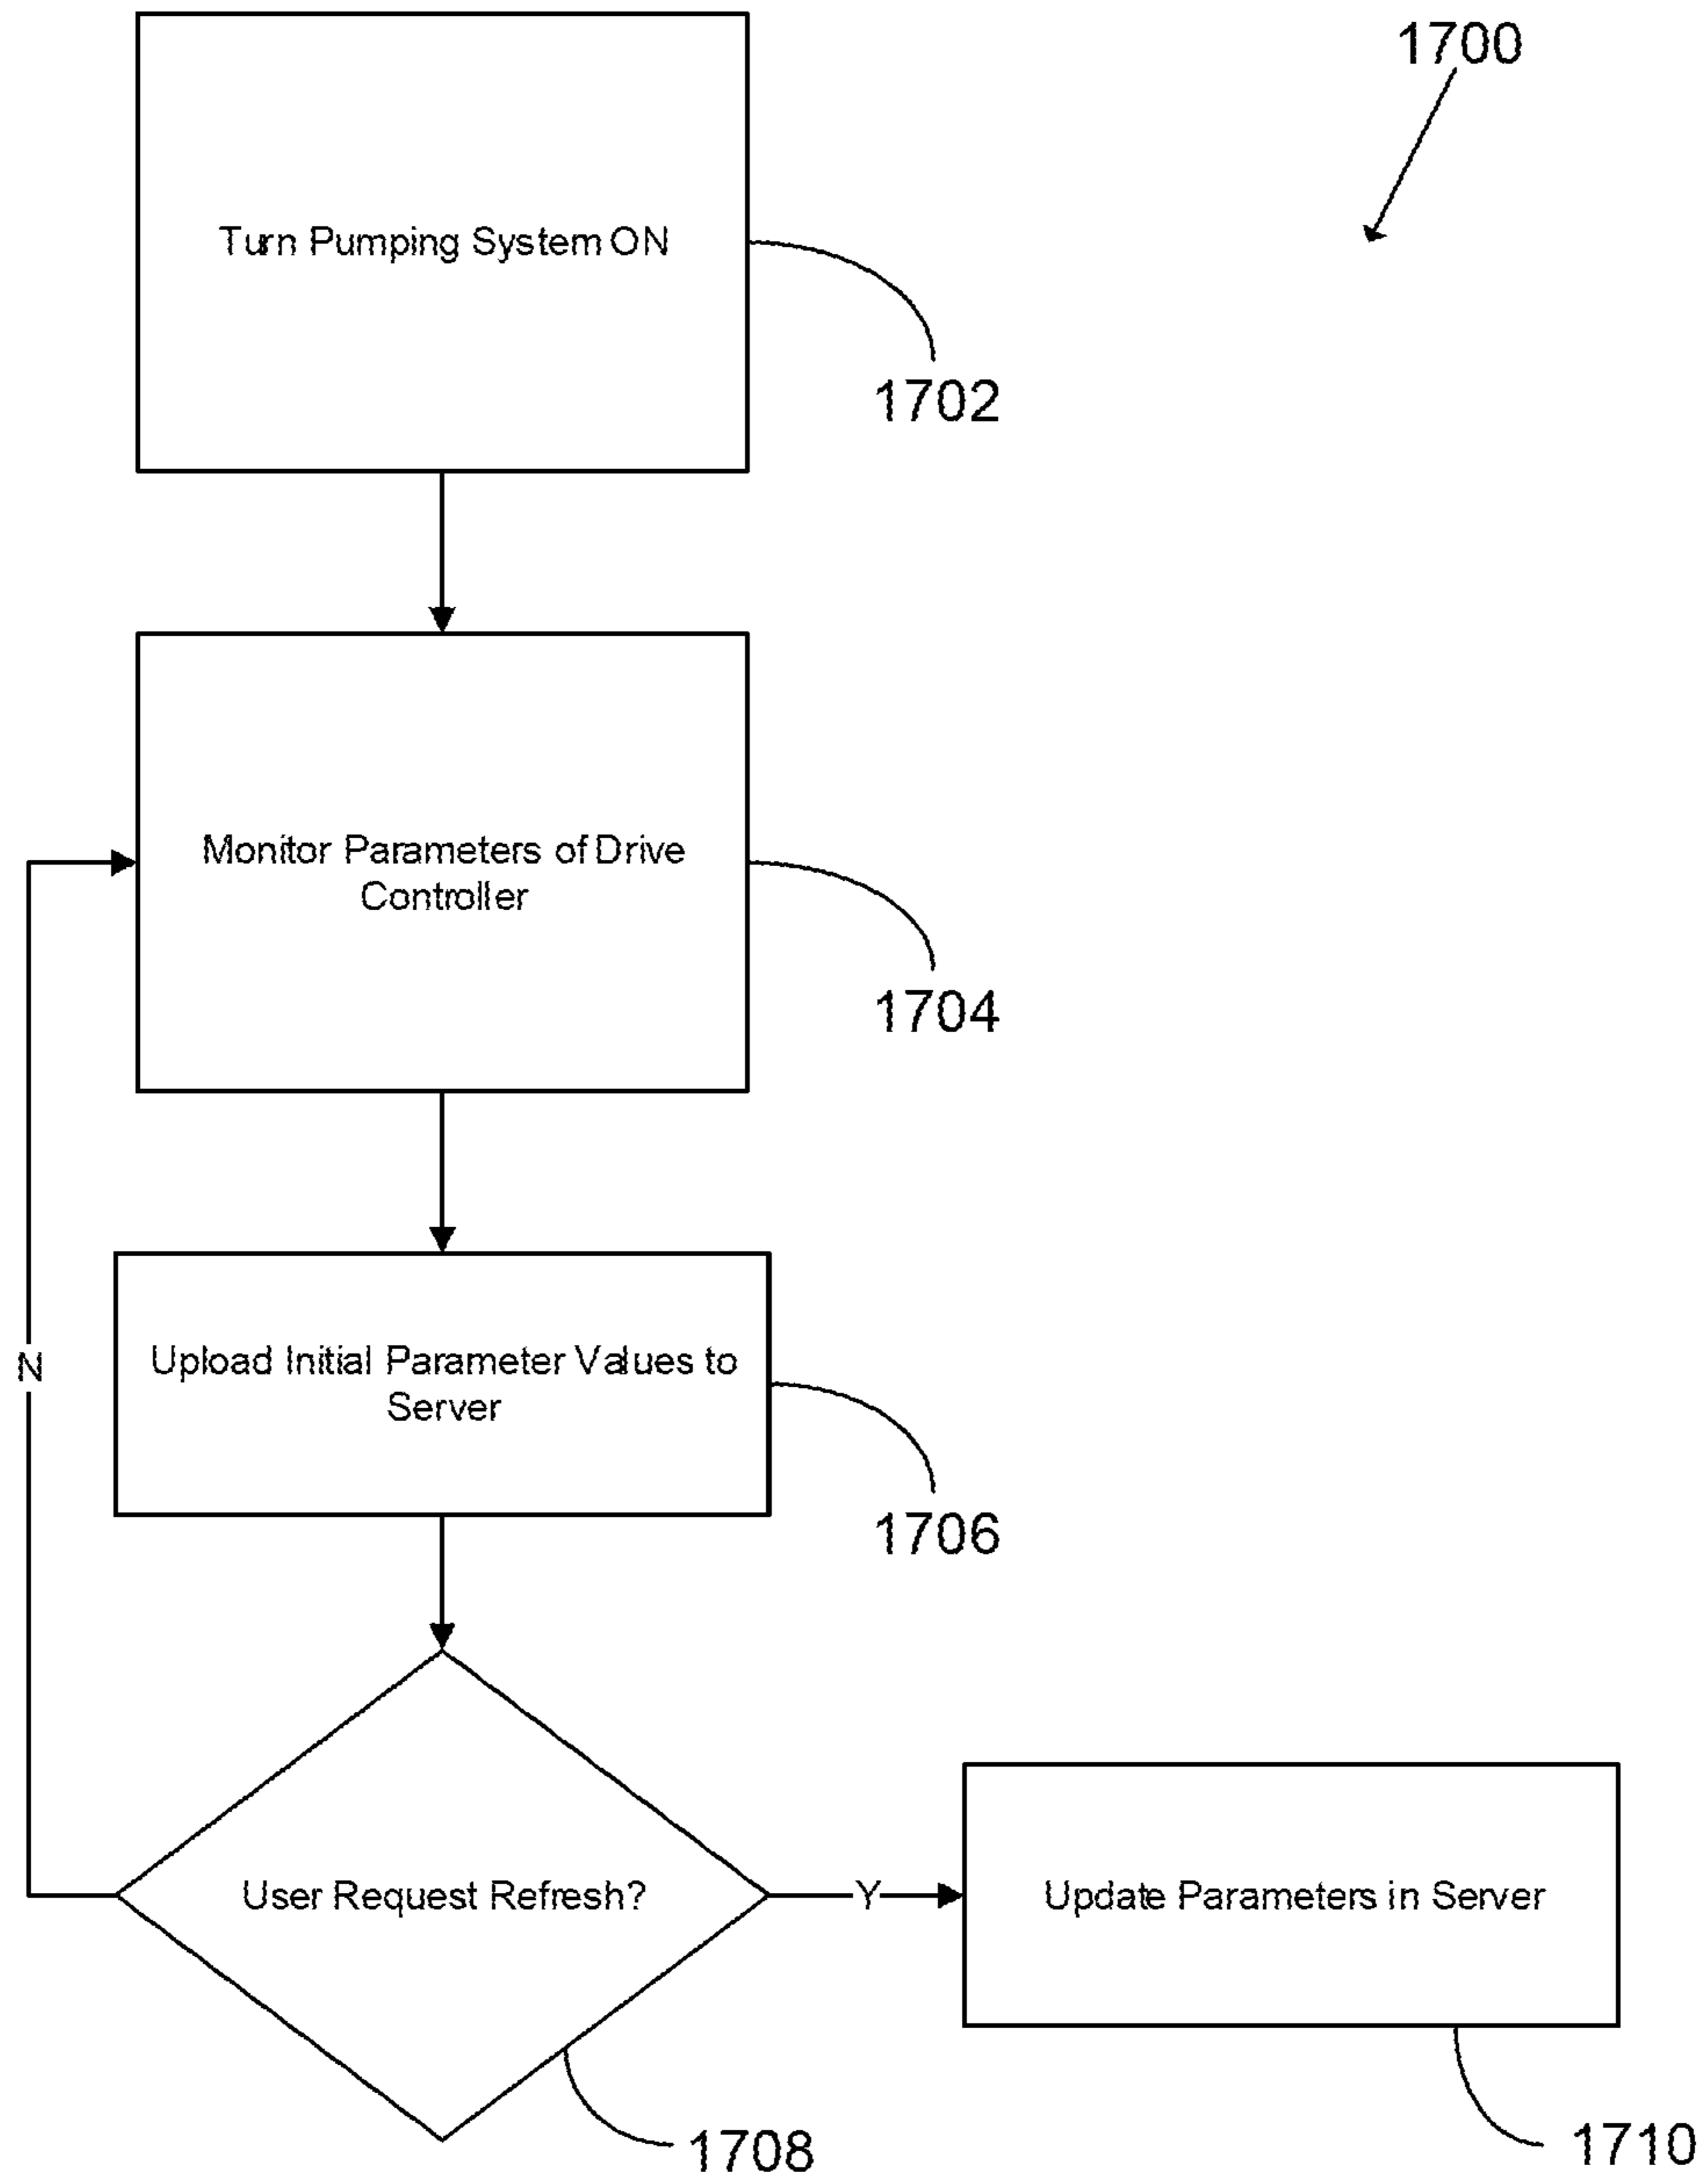 1700
Turn Pumping System ON
1702
Monitor Parameters of Drive
Controller
1704
N
Upload Initial Parameter Values to
Server
1706
User Request Refresh?
Y
Update Parameters in Server
1708
1710